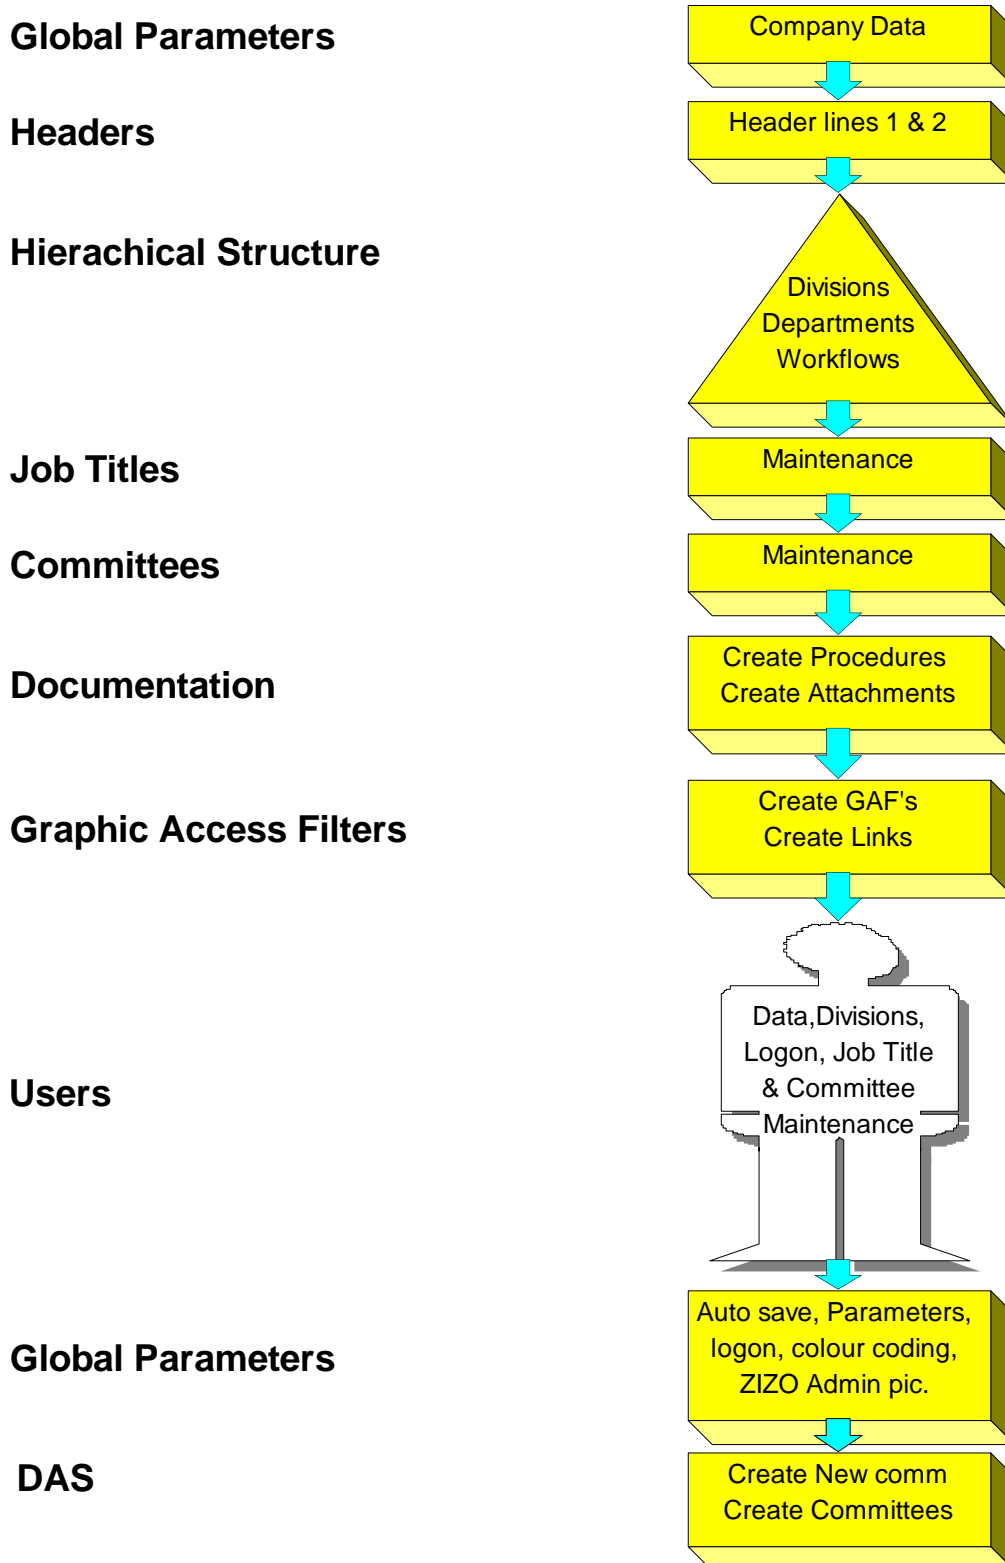 Global Parameters
Company Data
Headers
Header lines 1 & 2
Hierachical Structure
Divisions
Departments
Workflows
Job Titles
Maintenance
Committees
Maintenance
Documentation
Create Procedures
Create Attachments
Graphic Access Filters
Create GAF's
Create Links
Users
Data,Divisions,
Logon, Job Title
& Committee
Maintenance
Global Parameters
Auto save, Parameters,
logon, colour coding,
ZIZO Admin pic.
DAS
Create New comm
Create Committees